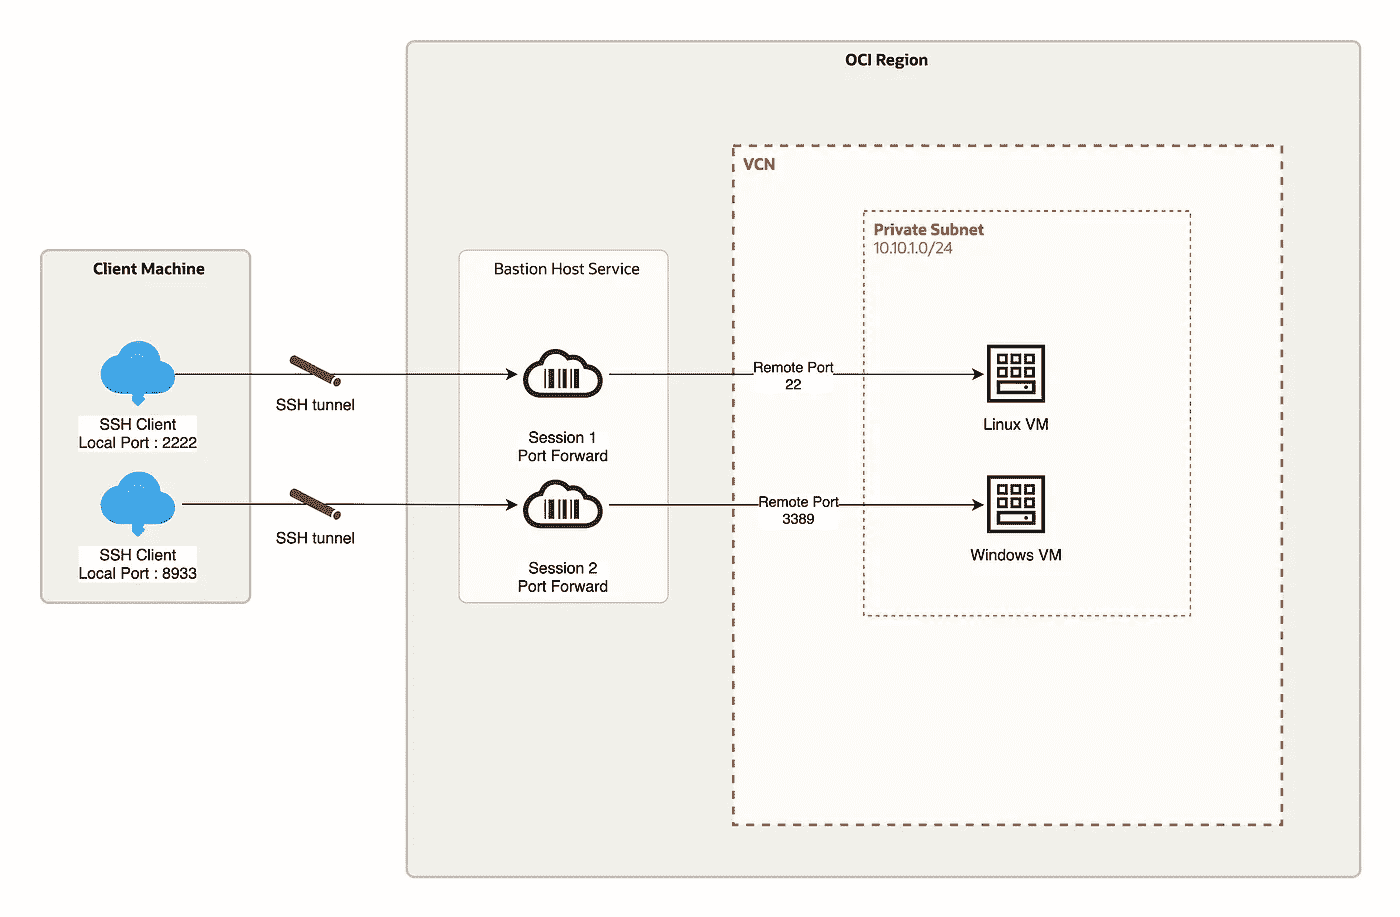 OCI Region
VCN
Private Subnet
10.10.1.0/24
Client Machine
Bastion Host Service
SSH Client
Local Port : 2222
SSH tunnel
Session 1
Port Forward
Remote Port
22
Linux VM
SSH Client
Local Port : 8933
SSH tunnel
Session 2
Port Forward
Remote Port
3389
Windows VM